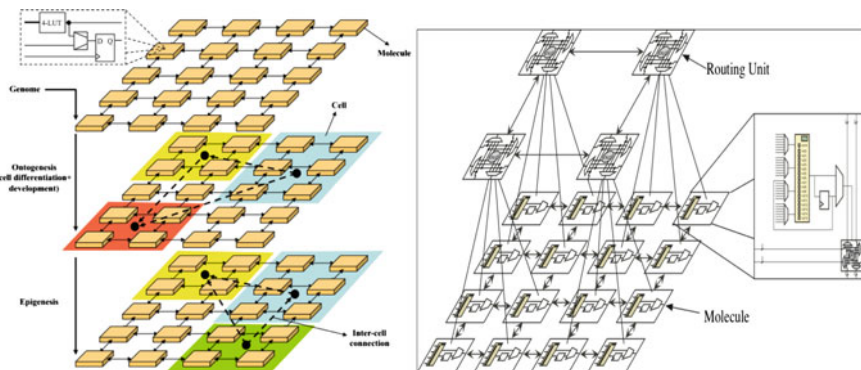 4-LUT
Molecule
Genome
Cell
Ontogenesis
(cell differentiation+
development)
Epigenesis
Inter-cell
connection
Routing Unit
Molecule